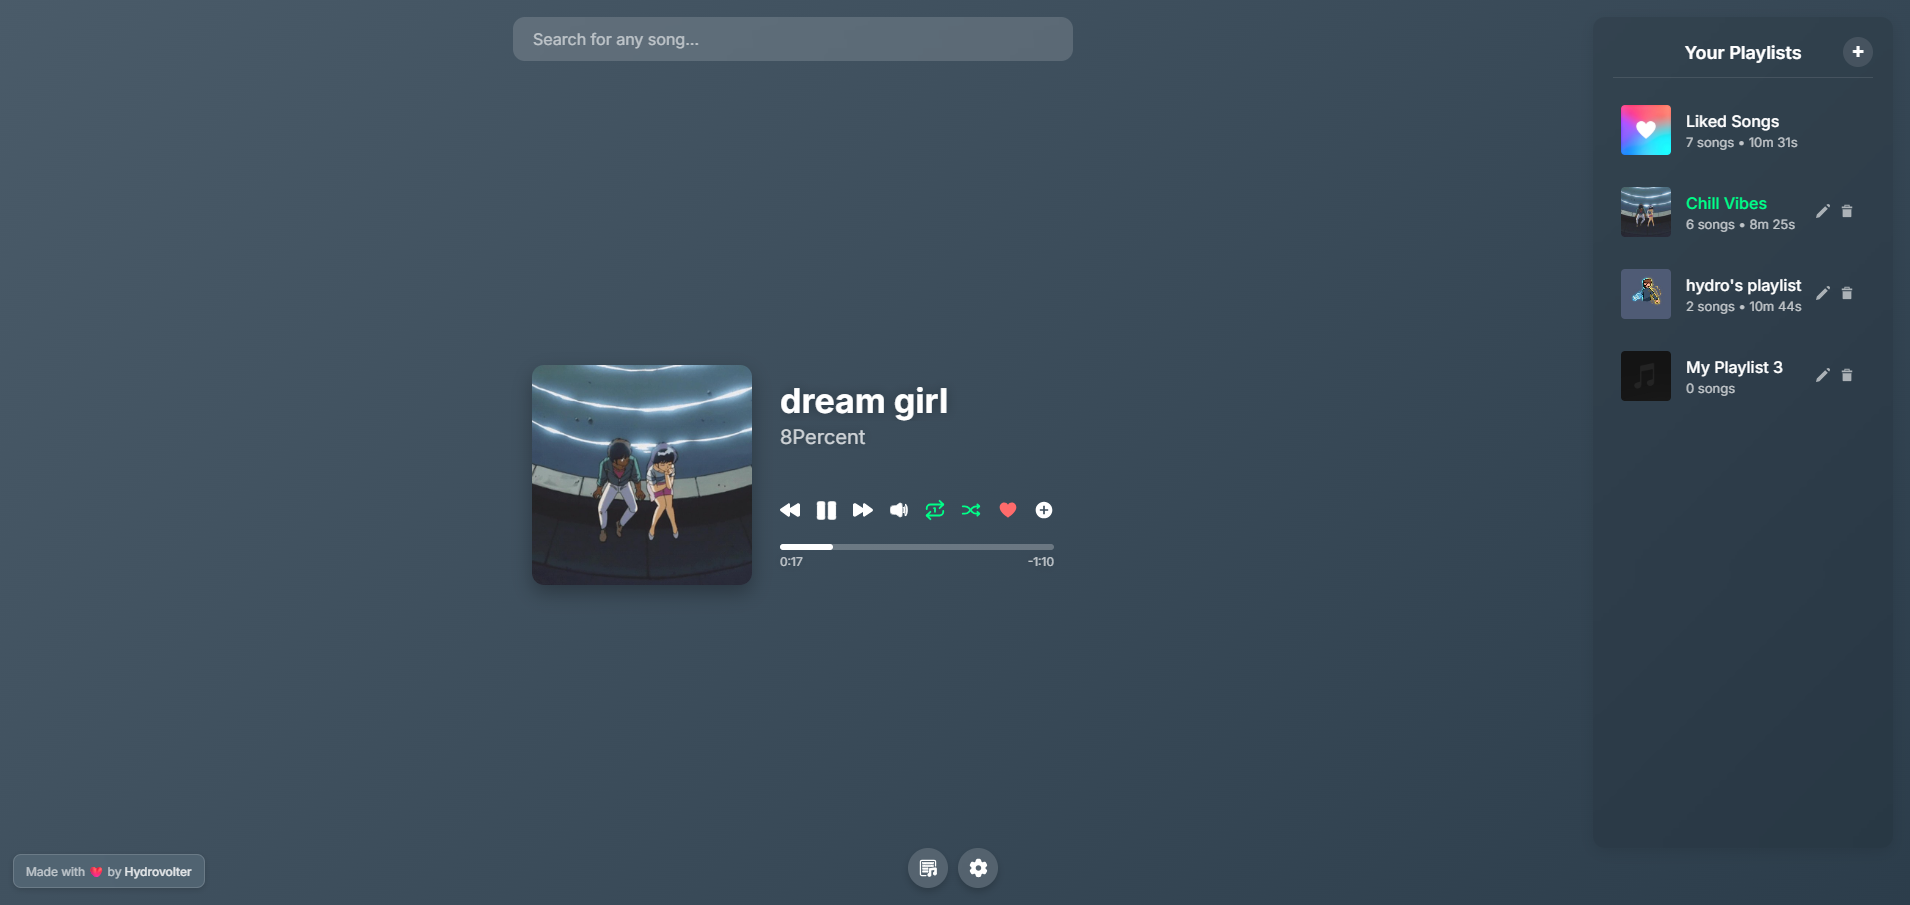 Search for any song...
Your Playlists
Liked Songs
7 songs • 10m 31s
Chill Vibes
6 songs • 8m 25s
hydro's playlist
2 songs • 10m 44s
My Playlist 3
0 songs
dream girl
8Percent
0:17
-1:10
Made with ❤️ by Hydrovolter